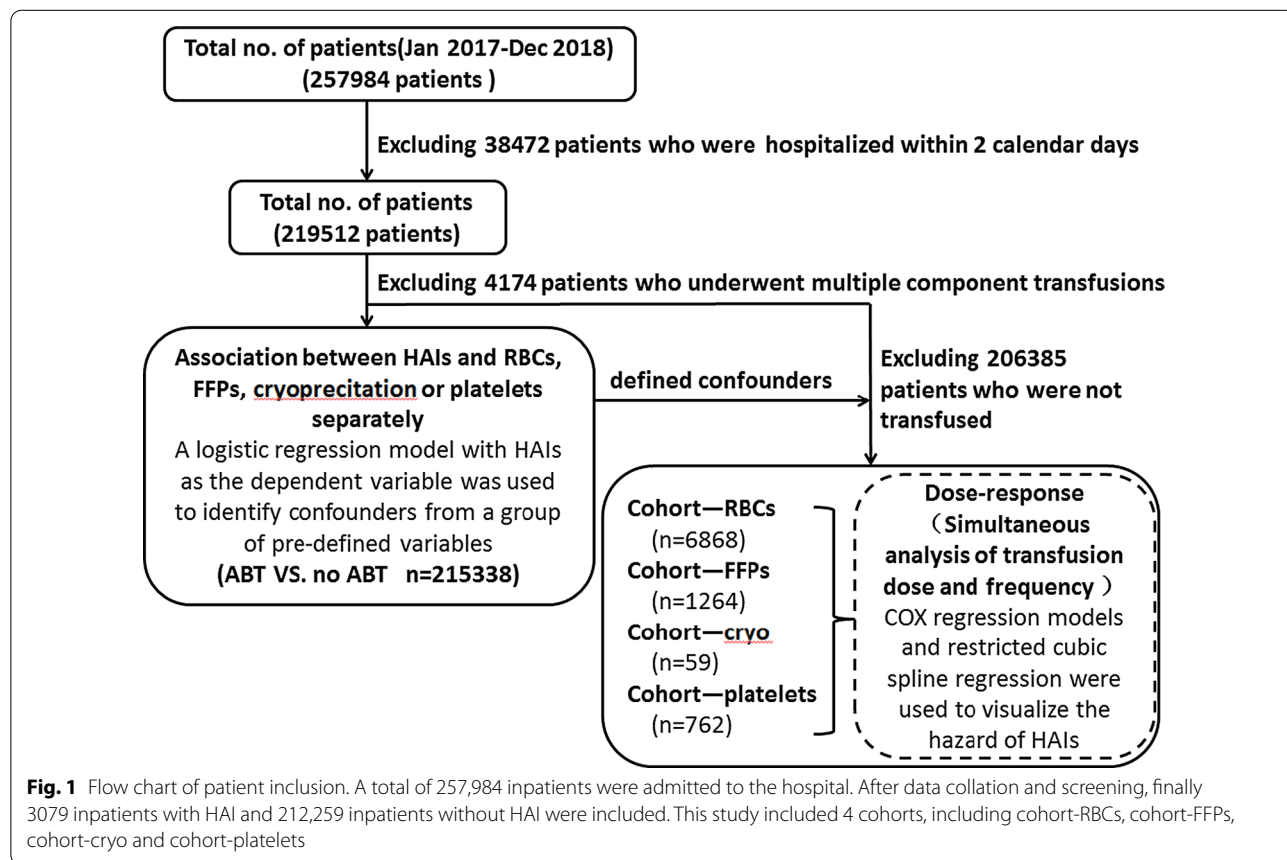 Total no. of patients(Jan 2017-Dec 2018)
(257984 patients )
Excluding 38472 patients who were hospitalized within 2 calendar days
Total no. of patients
(219512 patients)
Excluding 4174 patients who underwent multiple component transfusions
Association between HAIs and RBCs,
FFPs, cryoprecitation or platelets
separately
A logistic regression model with HAIs
as the dependent variable was used
to identify confounders from a group
of pre-defined variables
(ABT VS. no ABT n=215338)
defined confounders
Excluding 206385
patients who were not
transfused
Cohort—RBCs
(n=6868)
Cohort—FFPs
(n=1264)
Cohort—cryo
(n=59)
Cohort—platelets
(n=762)
Dose-response
（Simultaneous
analysis of transfusion
dose and frequency）
COX regression models
and restricted cubic
spline regression were
used to visualize the
hazard of HAIs
Fig. 1 Flow chart of patient inclusion. A total of 257,984 inpatients were admitted to the hospital. After data collation and screening, finally
3079 inpatients with HAI and 212,259 inpatients without HAI were included. This study included 4 cohorts, including cohort-RBCs, cohort-FFPs,
cohort-cryo and cohort-platelets